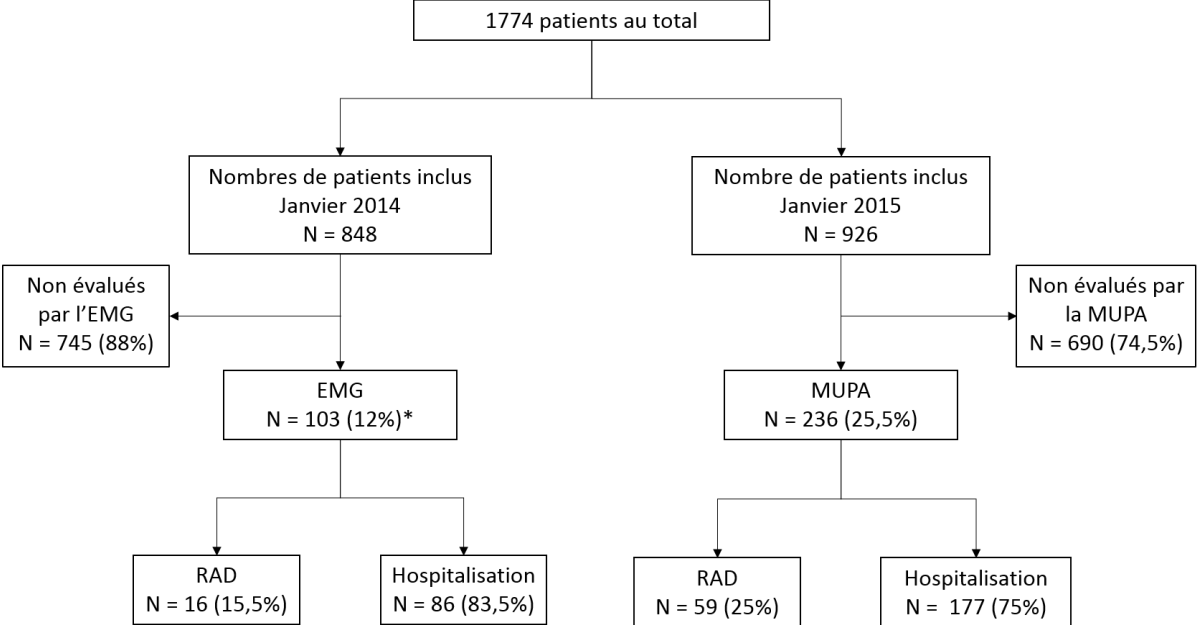 1774 patients au total
Nombres de patients inclus
Janvier 2014
N = 848
Nombre de patients inclus
Janvier 2015
N = 926
Non évalués
par l’EMG
N = 745 (88%)
Non évalués par
la MUPA
N = 690 (74,5%)
EMG
N = 103 (12%)*
MUPA
N = 236 (25,5%)
RAD
N = 16 (15,5%)
Hospitalisation
N = 86 (83,5%)
RAD
N = 59 (25%)
Hospitalisation
N =  177 (75%)